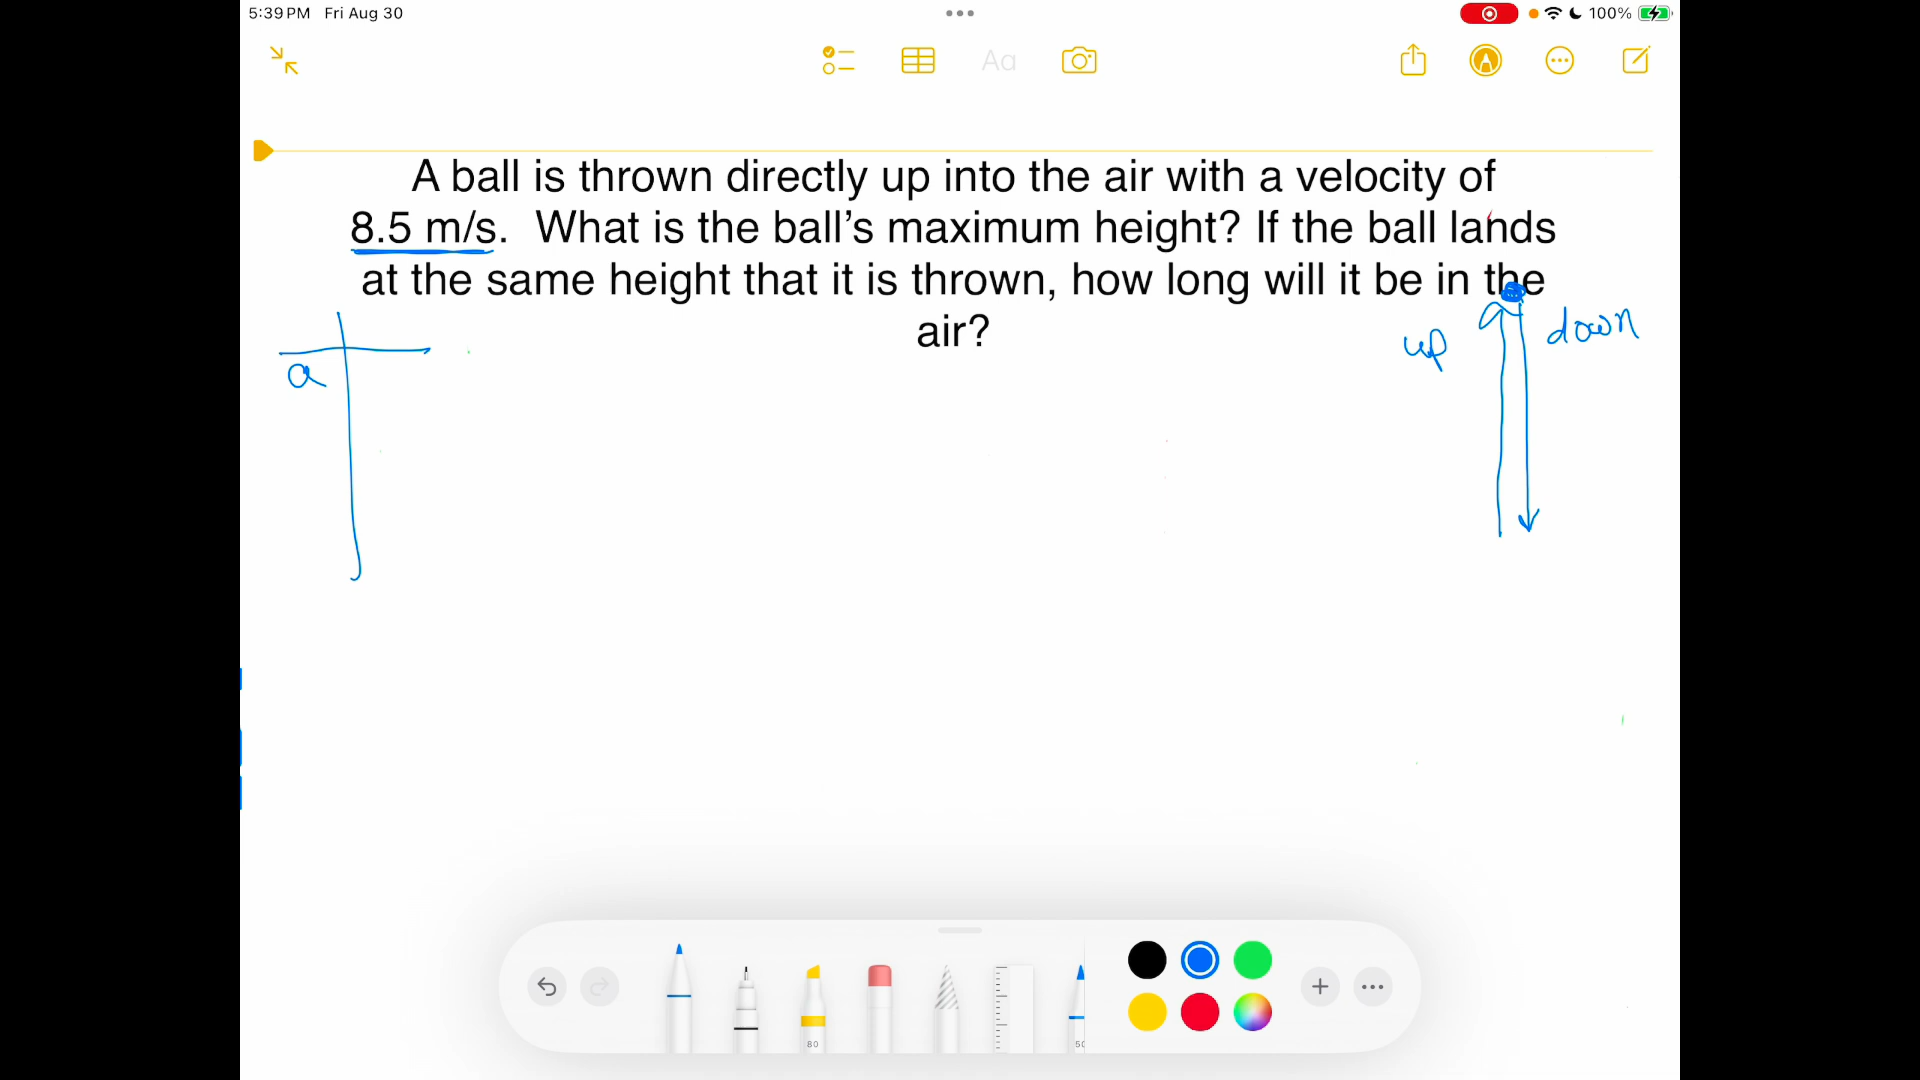 5:39 PM Fri Aug 30
100%
Aa
A ball is thrown directly up into the air with a velocity of
8.5 m/s. What is the ball’s maximum height? If the ball lands
at the same height that it is thrown, how long will it be in the
air?
up
down
a
80
50